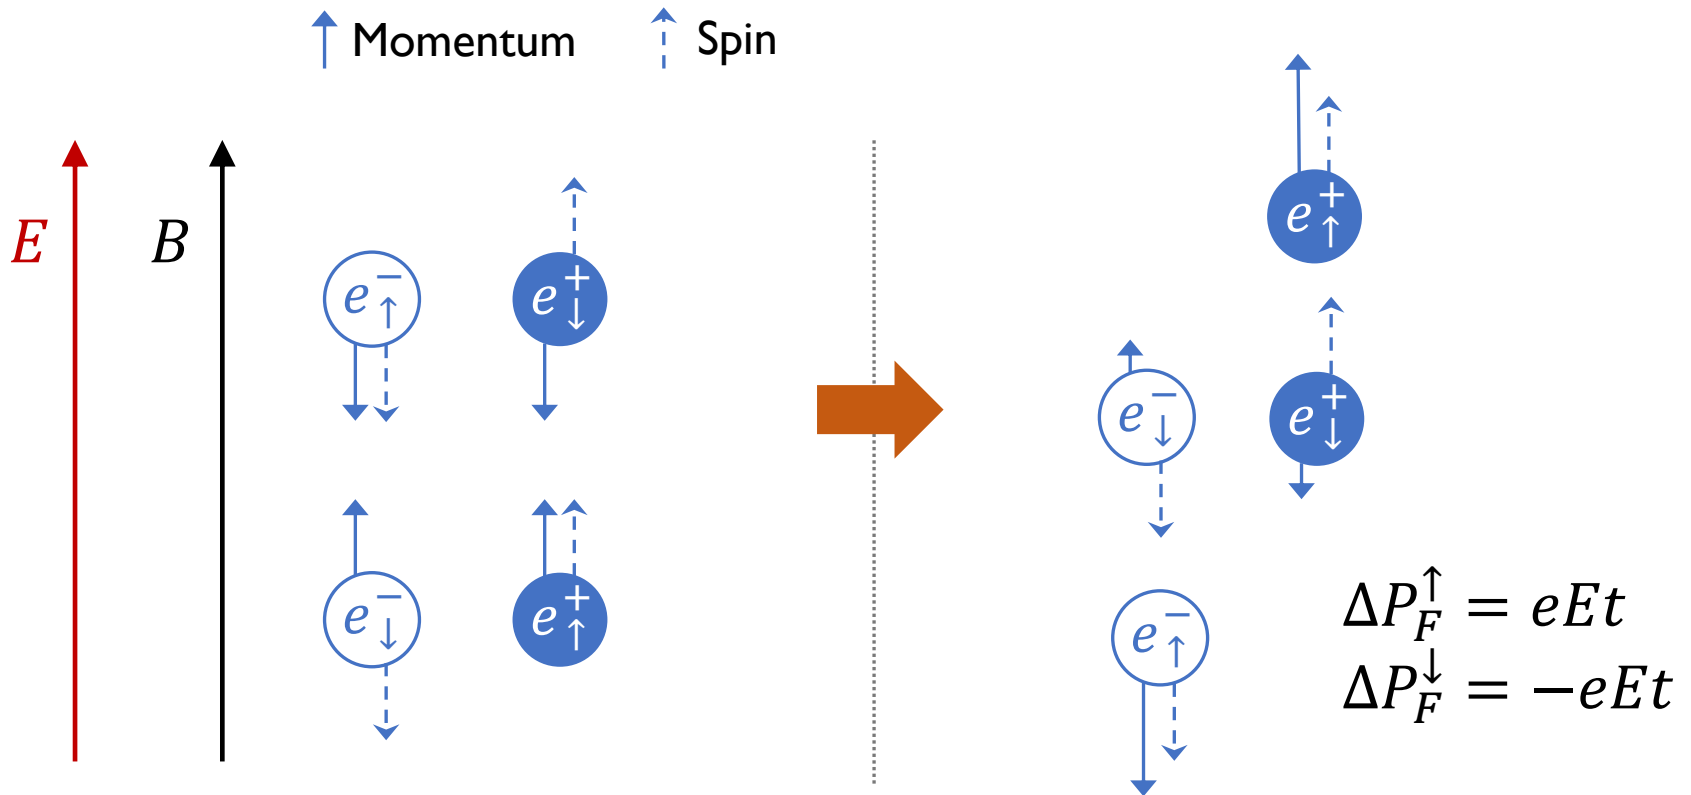 Momentum
Spin
E
B
e⁻↑
e⁺↓
e⁻↓
e⁺↑
e⁺↑
e⁻↓
e⁺↓
e⁻↑
ΔP_F^↑ = eEt
ΔP_F^↓ = −eEt